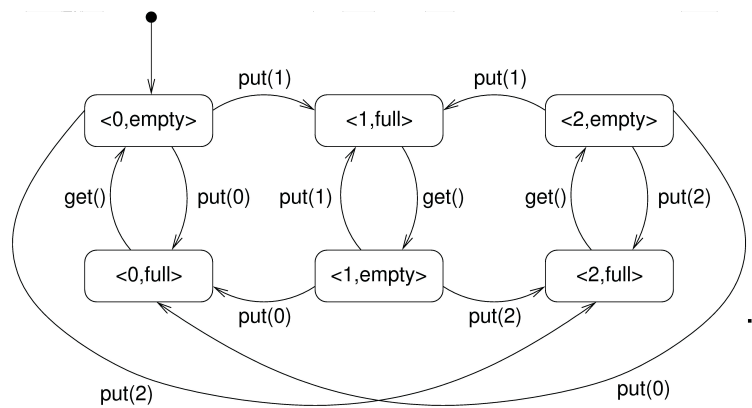 put(1) put(1)
<0,empty> <1,full> <2,empty>
get() put(0) put(1) get() get() put(2)
<0,full> <1,empty> <2,full>
put(0) put(2)
put(2) put(0)
.